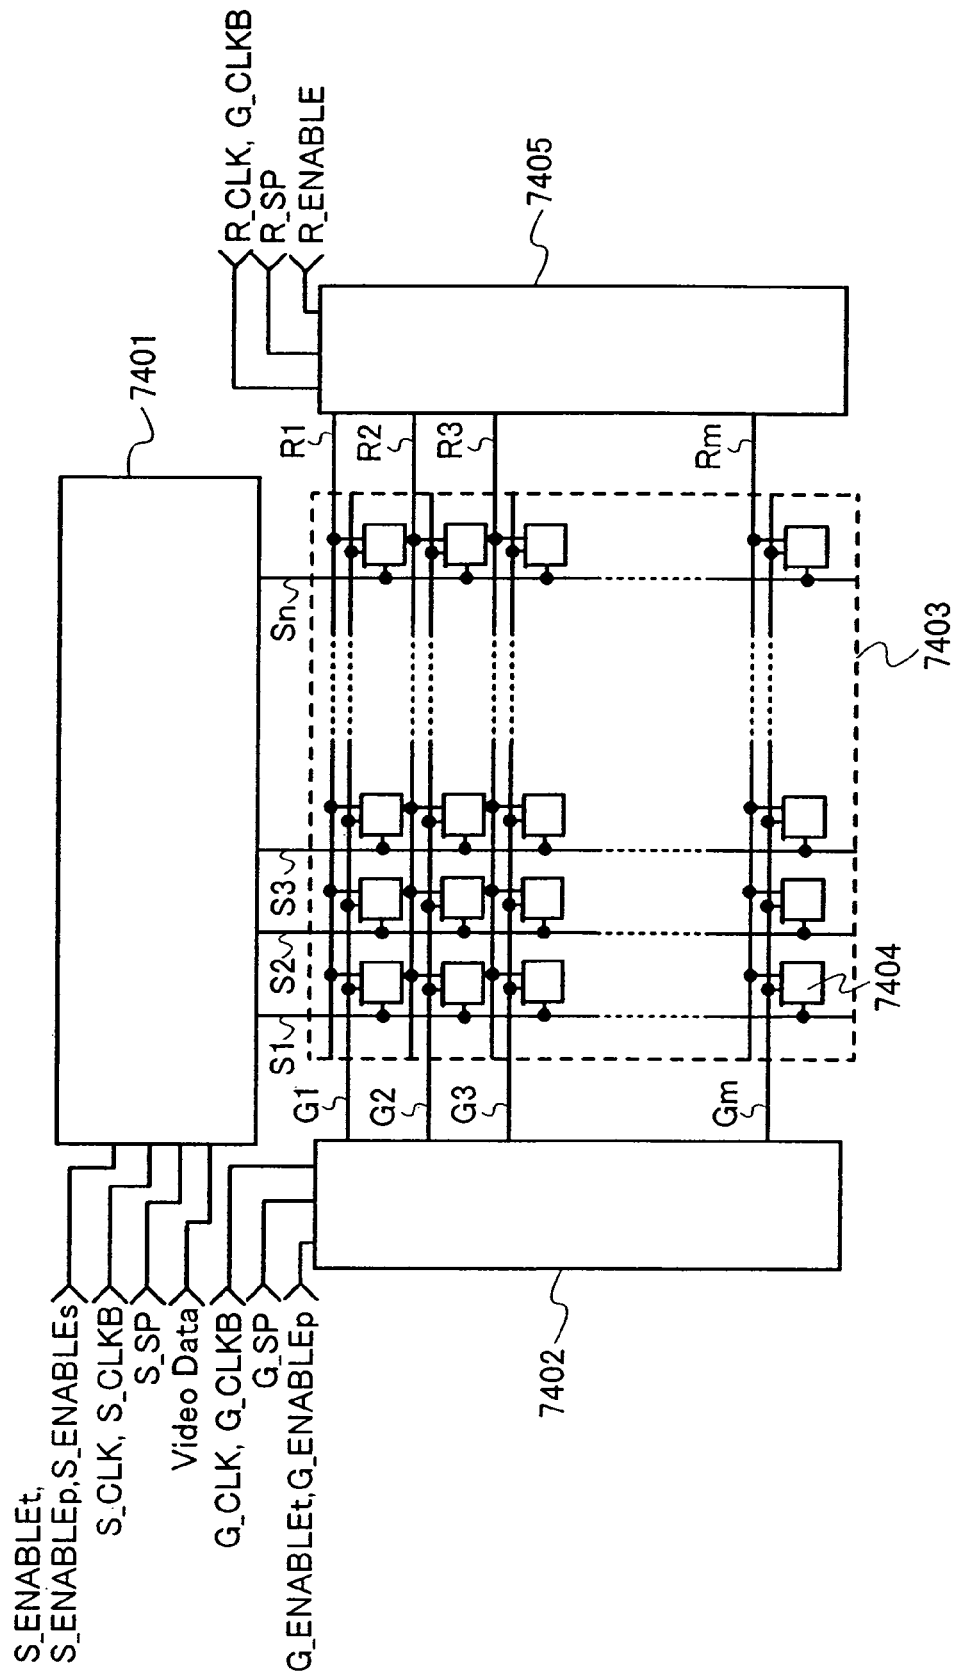 S_ENABLEt,
S_ENABLEp,S_ENABLEs
S_CLK, S_CLKB
S_SP
Video Data
G_CLK, G_CLKB
G_SP
G_ENABLEt,G_ENABLEp
7401
R_CLK, G_CLKB
R_SP
R_ENABLE
7405
S1
S2
S3
Sn
G1
G2
G3
Gm
R1
R2
R3
Rm
7402
7404
7403